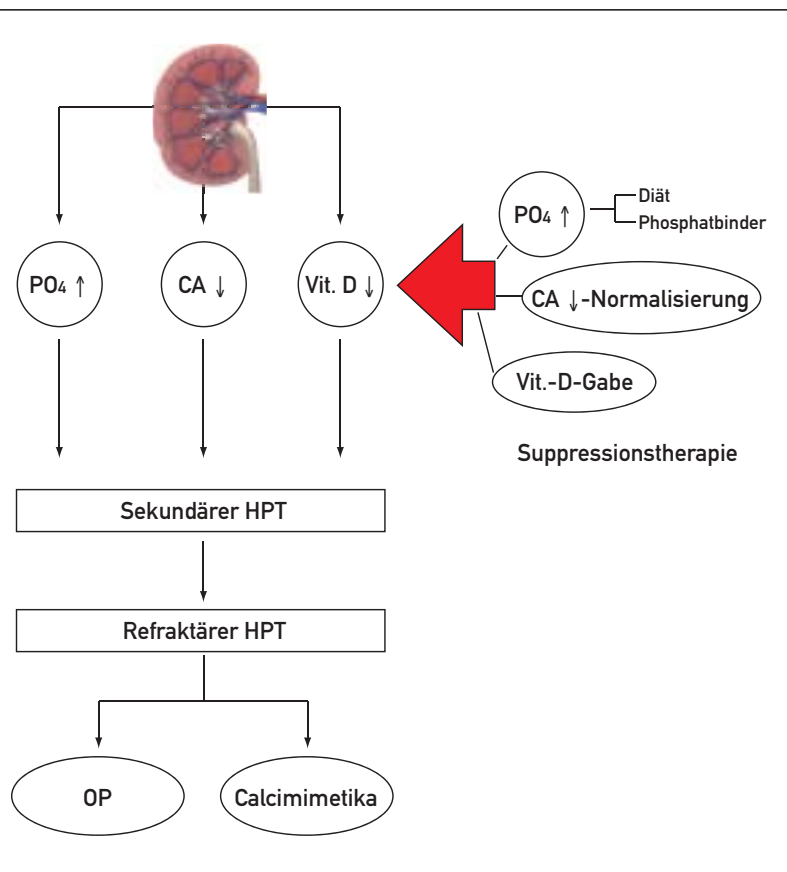 PO4 ↑
CA ↓
Vit. D ↓
PO4 ↑
Diät
Phosphatbinder
CA ↓-Normalisierung
Vit.-D-Gabe
Suppressionstherapie
Sekundärer HPT
Refraktärer HPT
OP
Calcimimetika